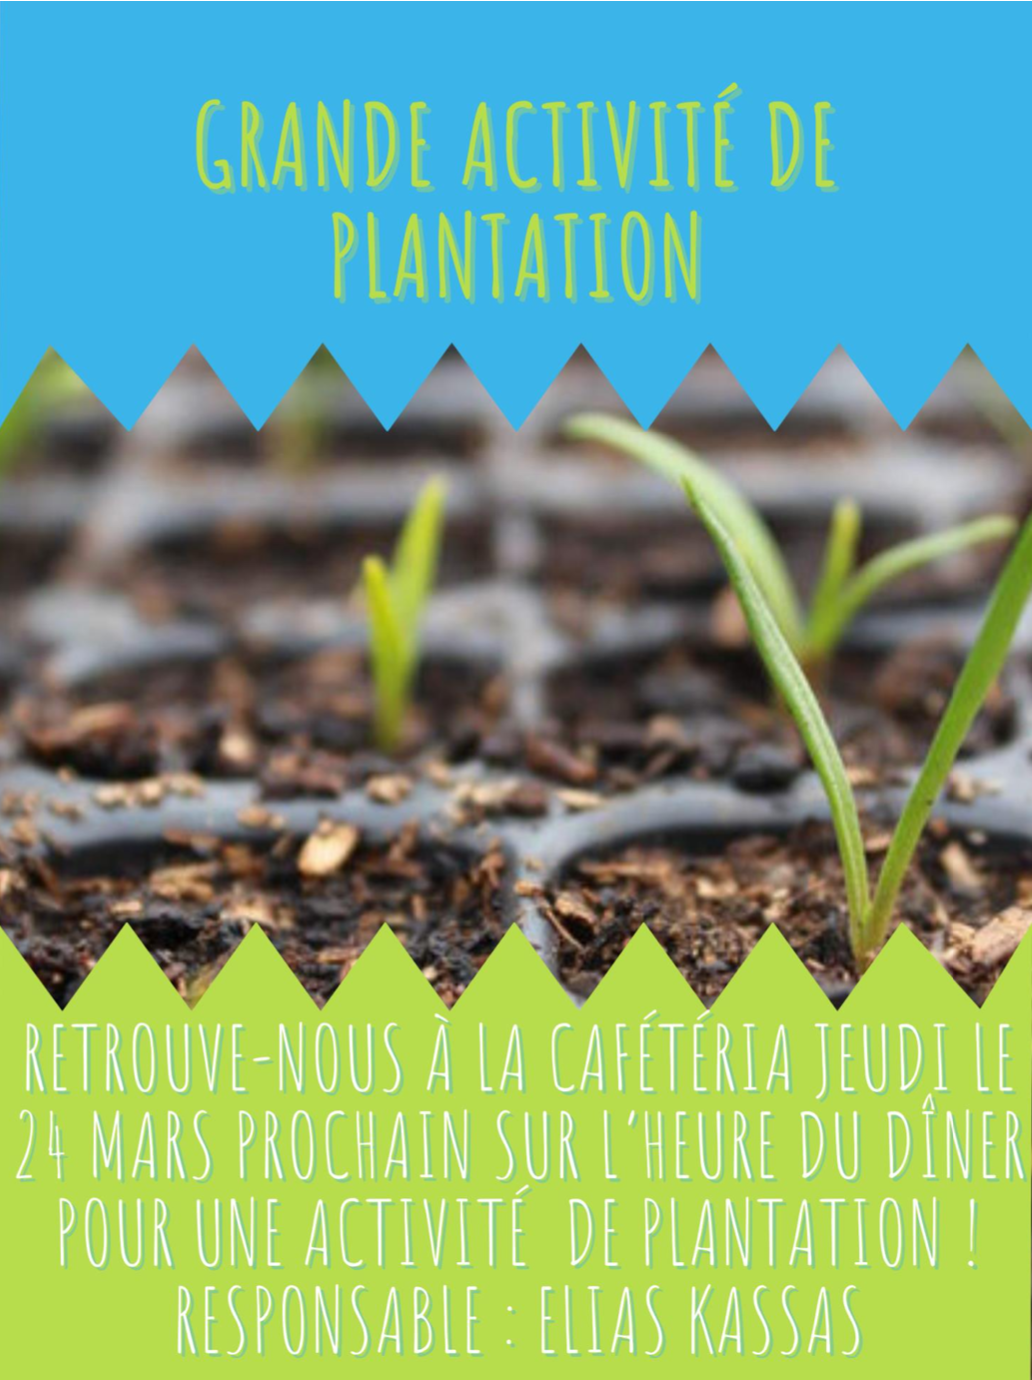 GRANDE ACTIVITÉ DE
PLANTATION
RETROUVE-NOUS À LA CAFÉTÉRIA JEUDI LE
24 MARS PROCHAIN SUR L'HEURE DU DÎNER
POUR UNE ACTIVITÉ DE PLANTATION !
RESPONSABLE : ELIAS KASSAS